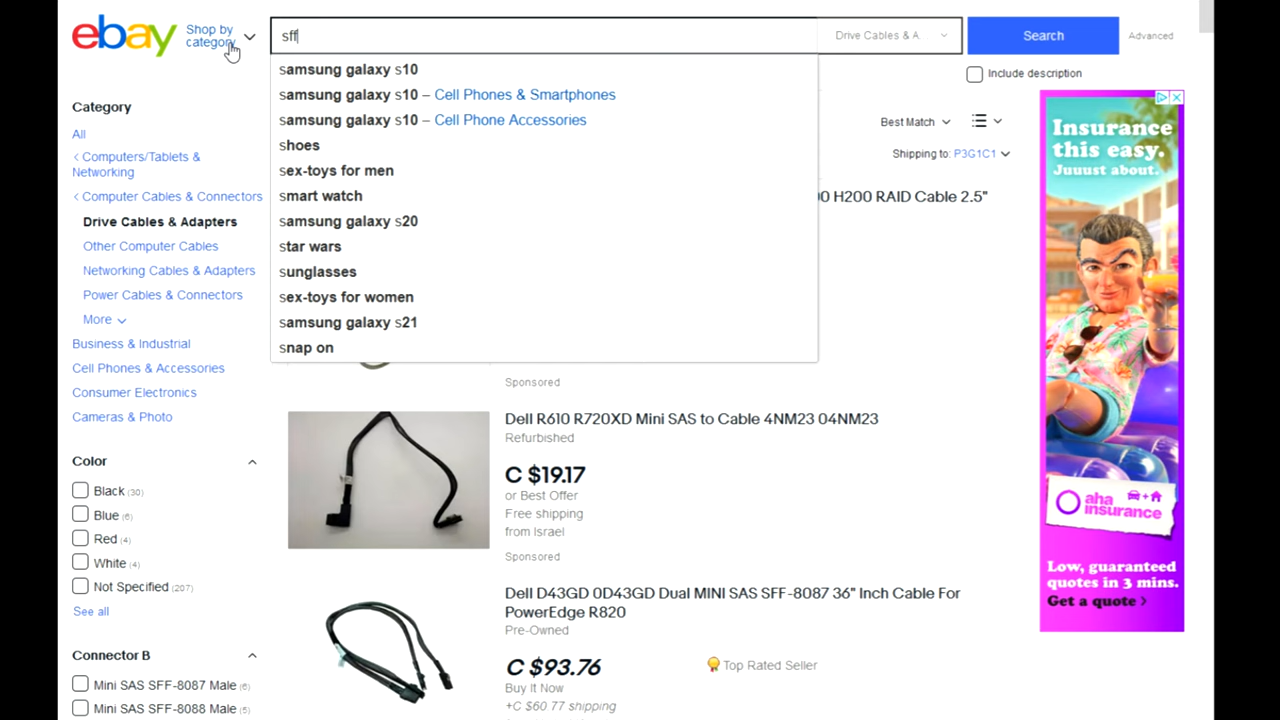 ebay
Shop by
category
sff
Drive Cables & A
Search
Advanced
Include description
samsung galaxy s10
samsung galaxy s10 – Cell Phones & Smartphones
samsung galaxy s10 – Cell Phone Accessories
shoes
sex-toys for men
smart watch
samsung galaxy s20
star wars
sunglasses
sex-toys for women
samsung galaxy s21
snap on
Category
All
Computers/Tablets &
Networking
Computer Cables & Connectors
Drive Cables & Adapters
Other Computer Cables
Networking Cables & Adapters
Power Cables & Connectors
More
Business & Industrial
Cell Phones & Accessories
Consumer Electronics
Cameras & Photo
Color
Black (30)
Blue (6)
Red (4)
White (4)
Not Specified (207)
See all
Connector B
Mini SAS SFF-8087 Male (6)
Mini SAS SFF-8088 Male (5)
Best Match
Shipping to: P3G1C1
H200 RAID Cable 2.5"
Sponsored
Dell R610 R720XD Mini SAS to Cable 4NM23 04NM23
Refurbished
C $19.17
or Best Offer
Free shipping
from Israel
Sponsored
Dell D43GD 0D43GD Dual MINI SAS SFF-8087 36" Inch Cable For
PowerEdge R820
Pre-Owned
C $93.76
Buy It Now
+C $60 77 shipping
Top Rated Seller
Insurance
this easy.
Juuust about.
aha
insurance
Low, guaranteed
quotes in 3 mins.
Get a quote >